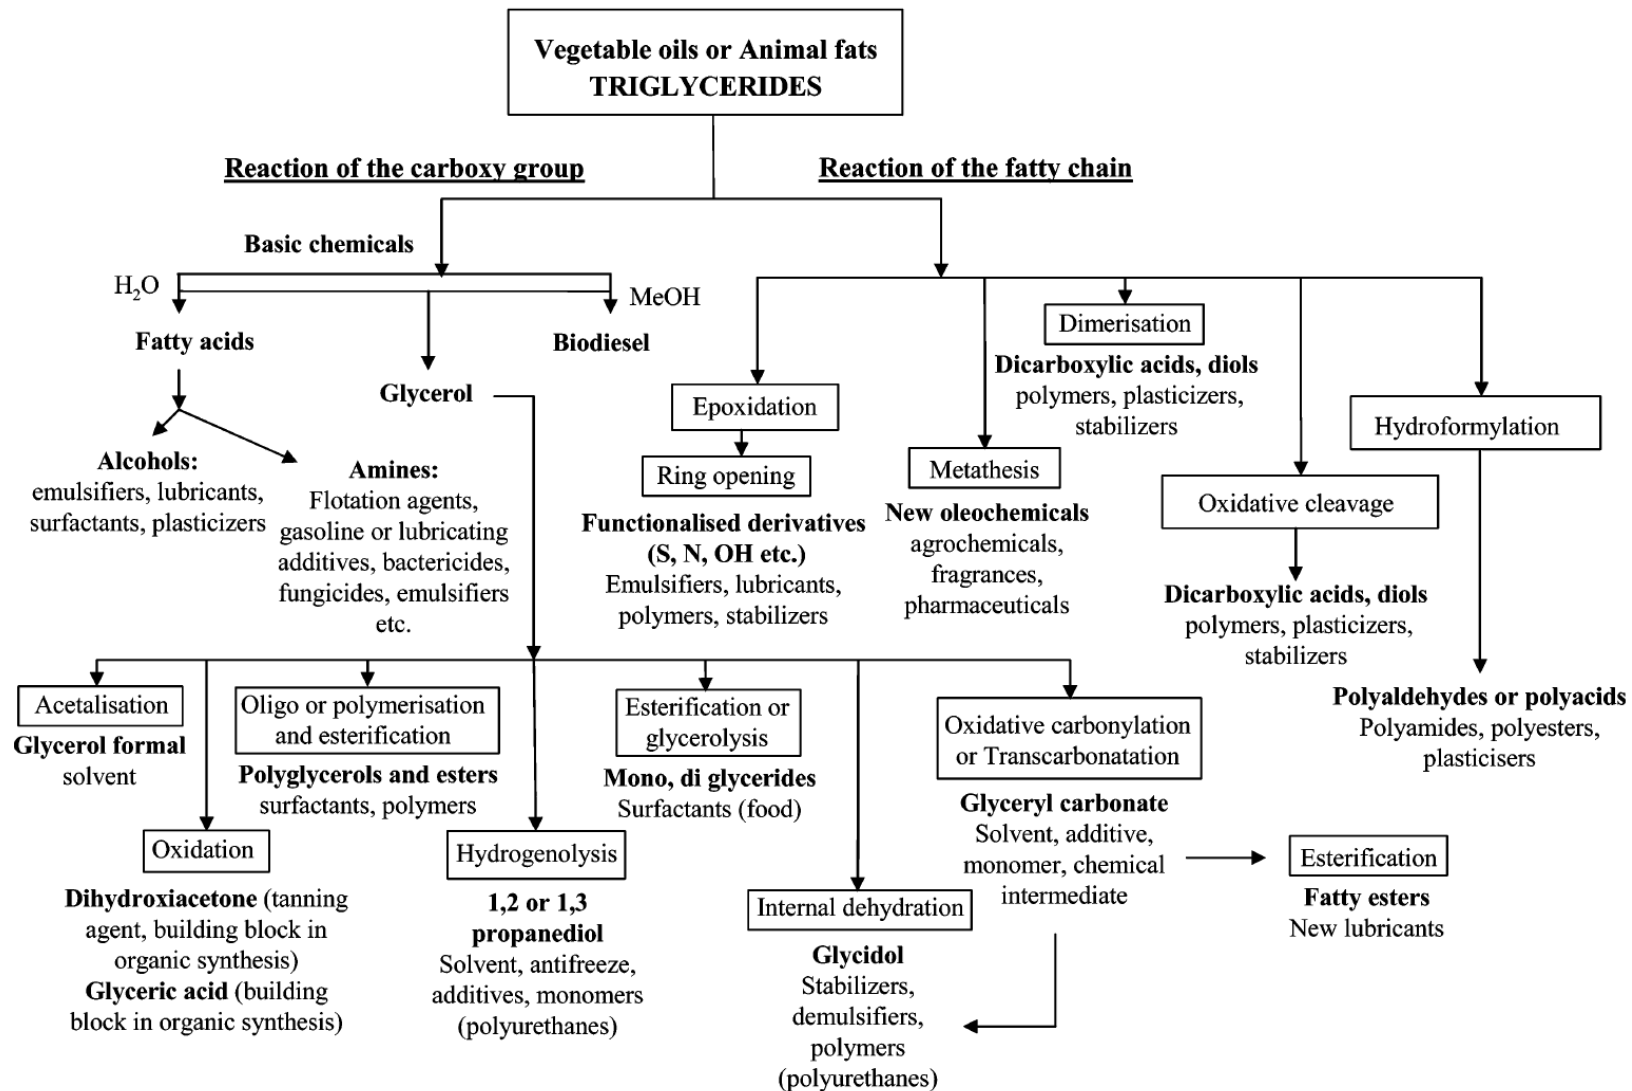 Vegetable oils or Animal fats
TRIGLYCERIDES
Reaction of the carboxy group
Reaction of the fatty chain
Basic chemicals
H₂O
MeOH
Fatty acids
Biodiesel
Glycerol
Alcohols:
emulsifiers, lubricants,
surfactants, plasticizers
Amines:
Flotation agents,
gasoline or lubricating
additives, bactericides,
fungicides, emulsifiers
etc.
Epoxidation
Ring opening
Functionalised derivatives
(S, N, OH etc.)
Emulsifiers, lubricants,
polymers, stabilizers
Metathesis
New oleochemicals
agrochemicals,
fragrances,
pharmaceuticals
Dimerisation
Dicarboxylic acids, diols
polymers, plasticizers,
stabilizers
Oxidative cleavage
Dicarboxylic acids, diols
polymers, plasticizers,
stabilizers
Hydroformylation
Polyaldehydes or polyacids
Polyamides, polyesters,
plasticisers
Acetalisation
Glycerol formal
solvent
Oxidation
Dihydroxiacetone (tanning
agent, building block in
organic synthesis)
Glyceric acid (building
block in organic synthesis)
Oligo or polymerisation
and esterification
Polyglycerols and esters
surfactants, polymers
Hydrogenolysis
1,2 or 1,3
propanediol
Solvent, antifreeze,
additives, monomers
(polyurethanes)
Esterification or
glycerolysis
Mono, di glycerides
Surfactants (food)
Internal dehydration
Glycidol
Stabilizers,
demulsifiers,
polymers
(polyurethanes)
Oxidative carbonylation
or Transcarbonatation
Glyceryl carbonate
Solvent, additive,
monomer, chemical
intermediate
Esterification
Fatty esters
New lubricants